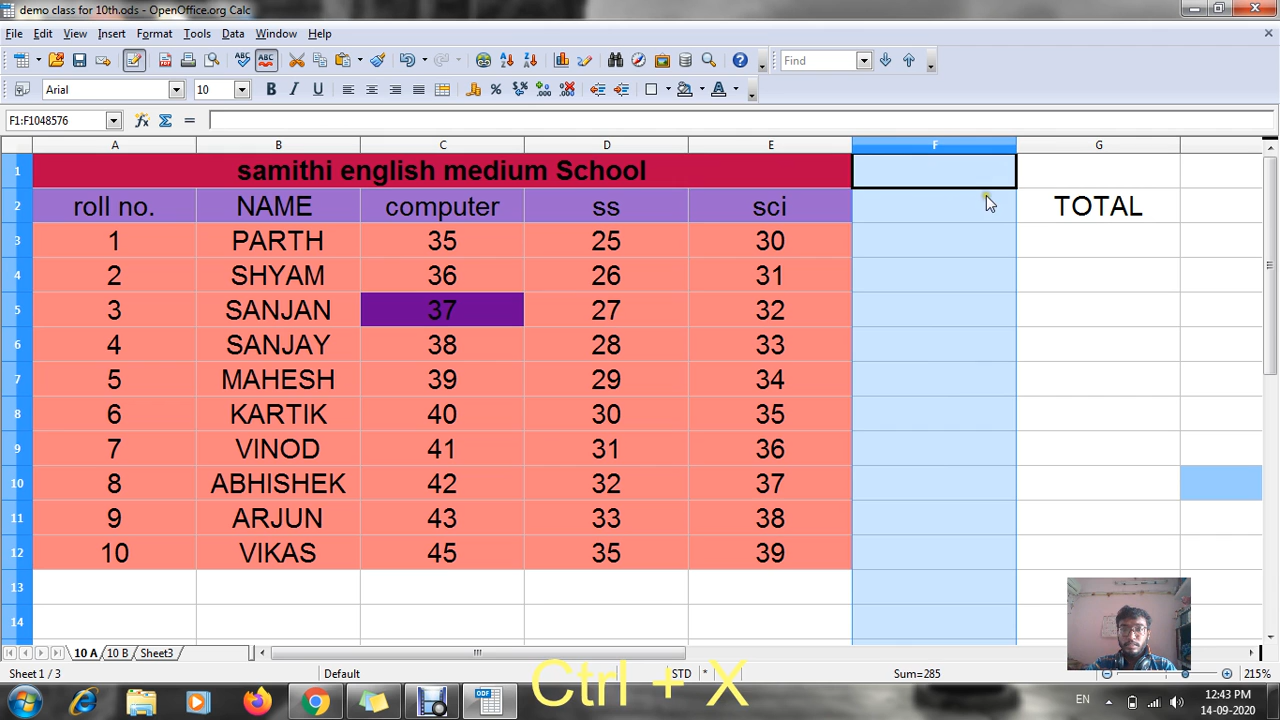 demo class for 10th.ods - OpenOffice.org Calc
File Edit View Insert Format Tools Data Window Help
Find
Arial 10
F1:F1048576
A B C D E F G
1 samithi english medium School
2 roll no. NAME computer ss sci TOTAL
3 1 PARTH 35 25 30
4 2 SHYAM 36 26 31
5 3 SANJAN 37 27 32
6 4 SANJAY 38 28 33
7 5 MAHESH 39 29 34
8 6 KARTIK 40 30 35
9 7 VINOD 41 31 36
10 8 ABHISHEK 42 32 37
11 9 ARJUN 43 33 38
12 10 VIKAS 45 35 39
13
14
10 A 10 B Sheet3
Sheet 1 / 3 Default STD * Sum=285 215%
Ctrl + X
EN 12:43 PM
14-09-2020